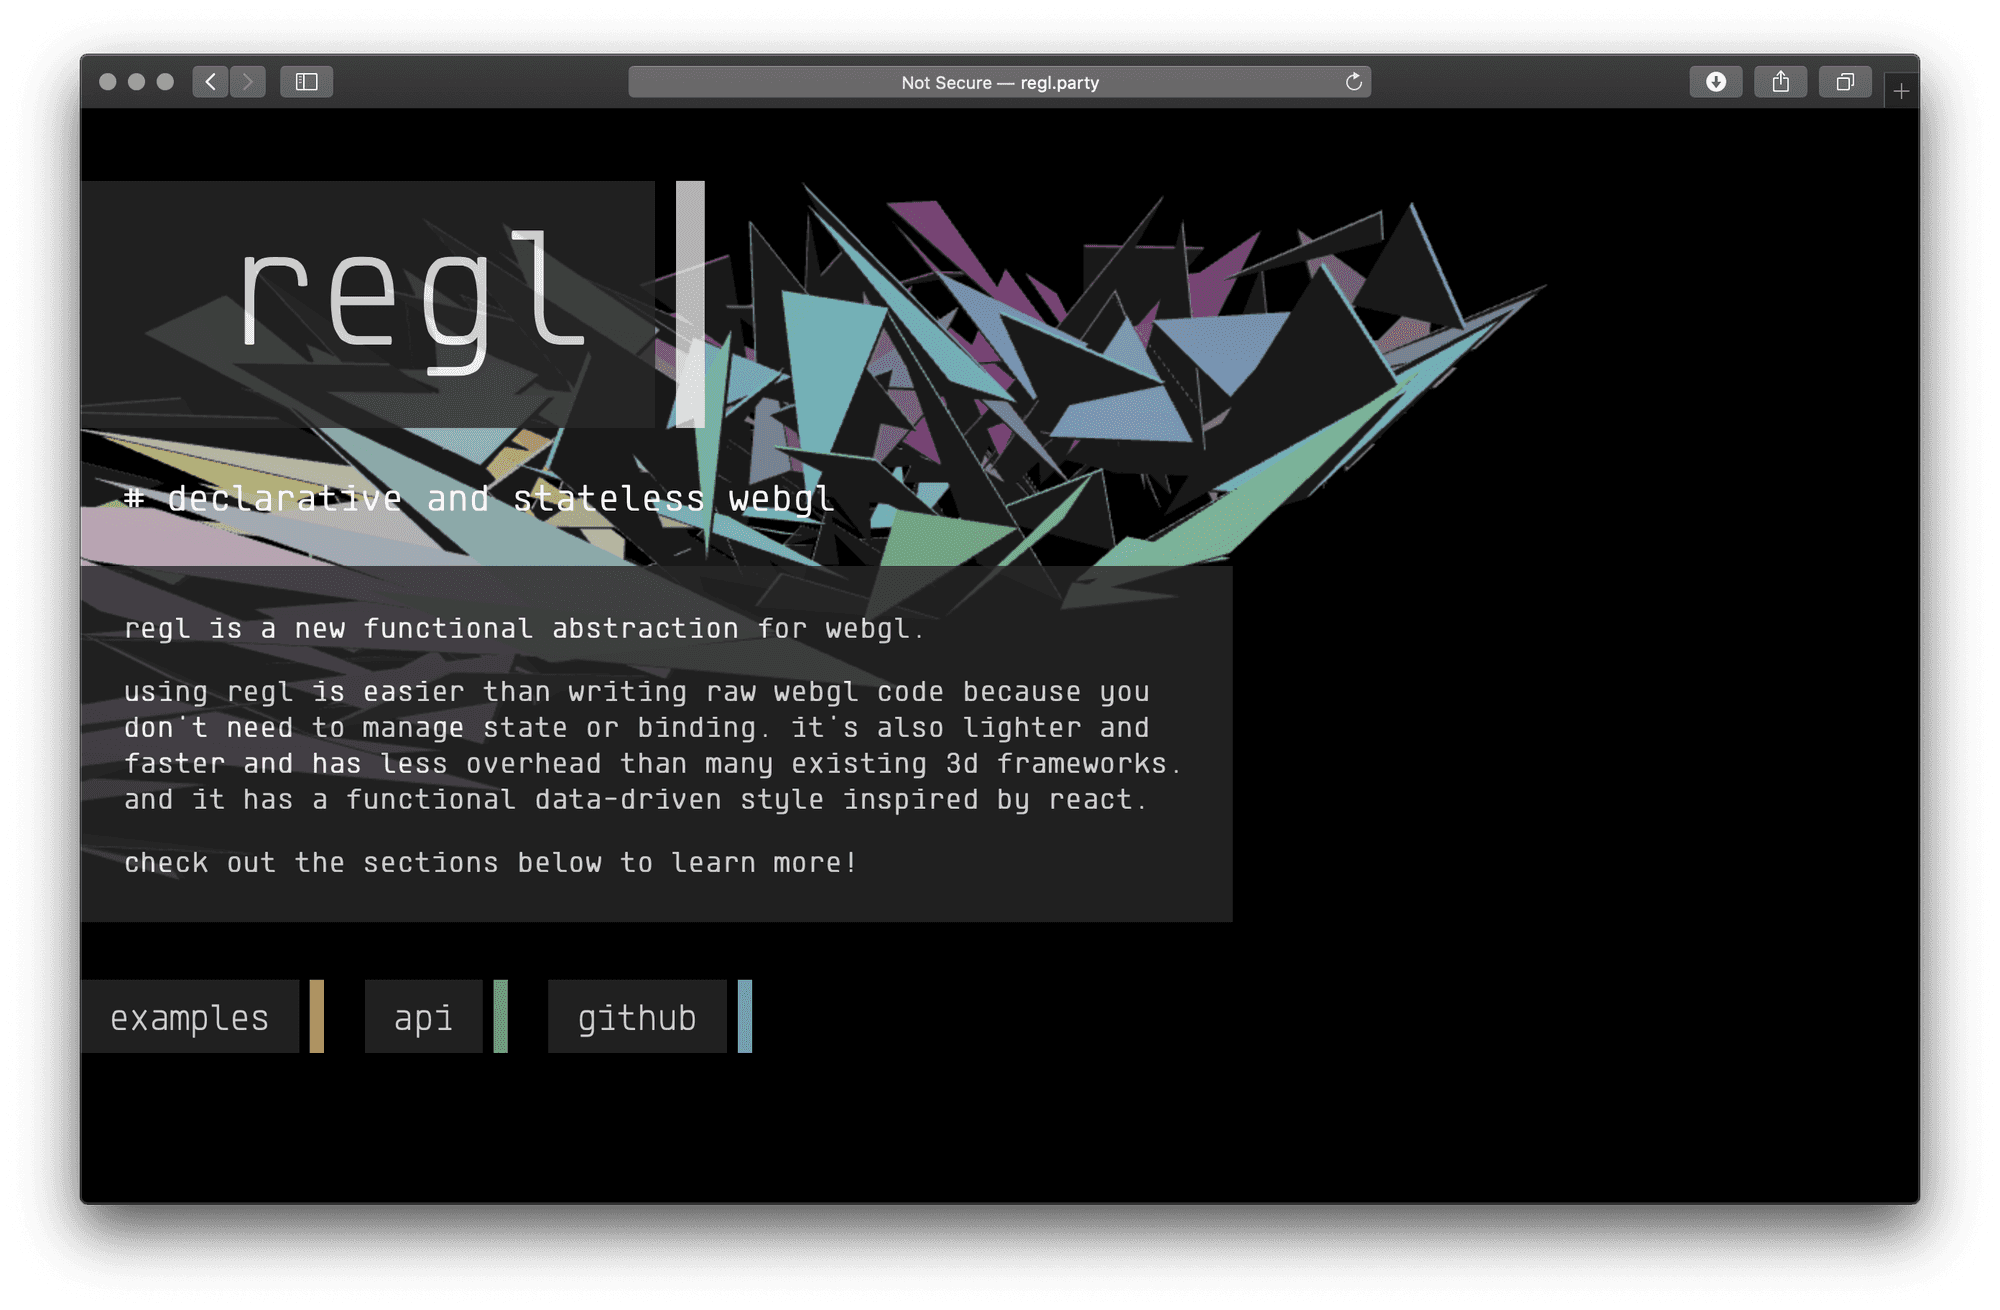 Not Secure — regl.party
regl
# declarative and stateless webgl
regl is a new functional abstraction for webgl.
using regl is easier than writing raw webgl code because you
don't need to manage state or binding. it's also lighter and
faster and has less overhead than many existing 3d frameworks.
and it has a functional data-driven style inspired by react.
check out the sections below to learn more!
examples
api
github